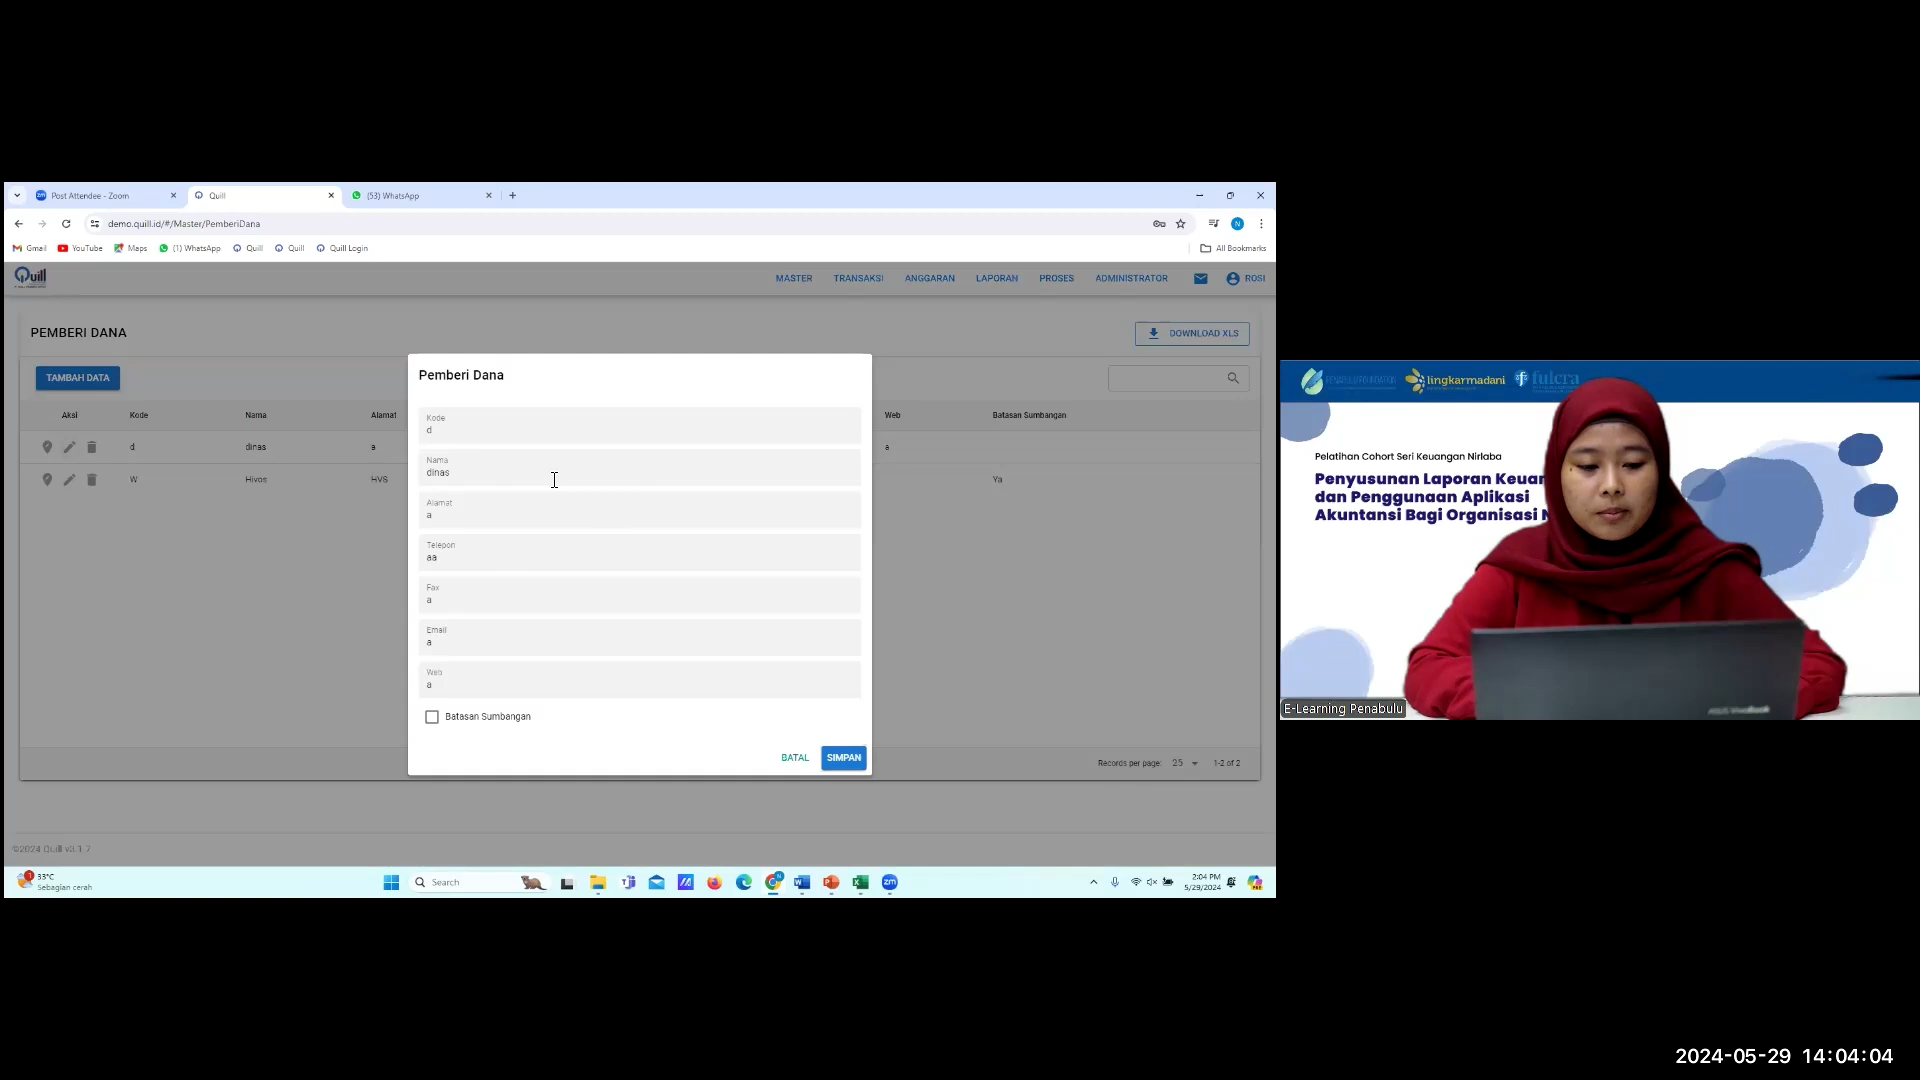 Post Attendee - Zoom
Quill
(53) WhatsApp
demo.quill.id/#/Master/PemberiDana
Gmail
YouTube
Maps
(1) WhatsApp
Quill
Quill
Quill Login
All Bookmarks
Quill
MASTER
TRANSAKSI
ANGGARAN
LAPORAN
PROSES
ADMINISTRATOR
ROSI
PEMBERI DANA
DOWNLOAD XLS
TAMBAH DATA
Aksi Kode Nama Alamat Web Batasan Sumbangan
d dinas a a
W Hivos HVS Ya
Pemberi Dana
Kode
d
Nama
dinas
Alamat
a
Telepon
aa
Fax
a
Email
a
Web
a
Batasan Sumbangan
BATAL
SIMPAN
Records per page: 25 1-2 of 2
©2024 Quill v3.1.7
33°C
Sebagian cerah
Search
2:04 PM
5/29/2024
PENABULU FOUNDATION
lingkarmadani
fulcra
Pelatihan Cohort Seri Keuangan Nirlaba
Penyusunan Laporan Keuan
dan Penggunaan Aplikasi
Akuntansi Bagi Organisasi N
E-Learning Penabulu
ASUS VivoBook
2024-05-29 14:04:04